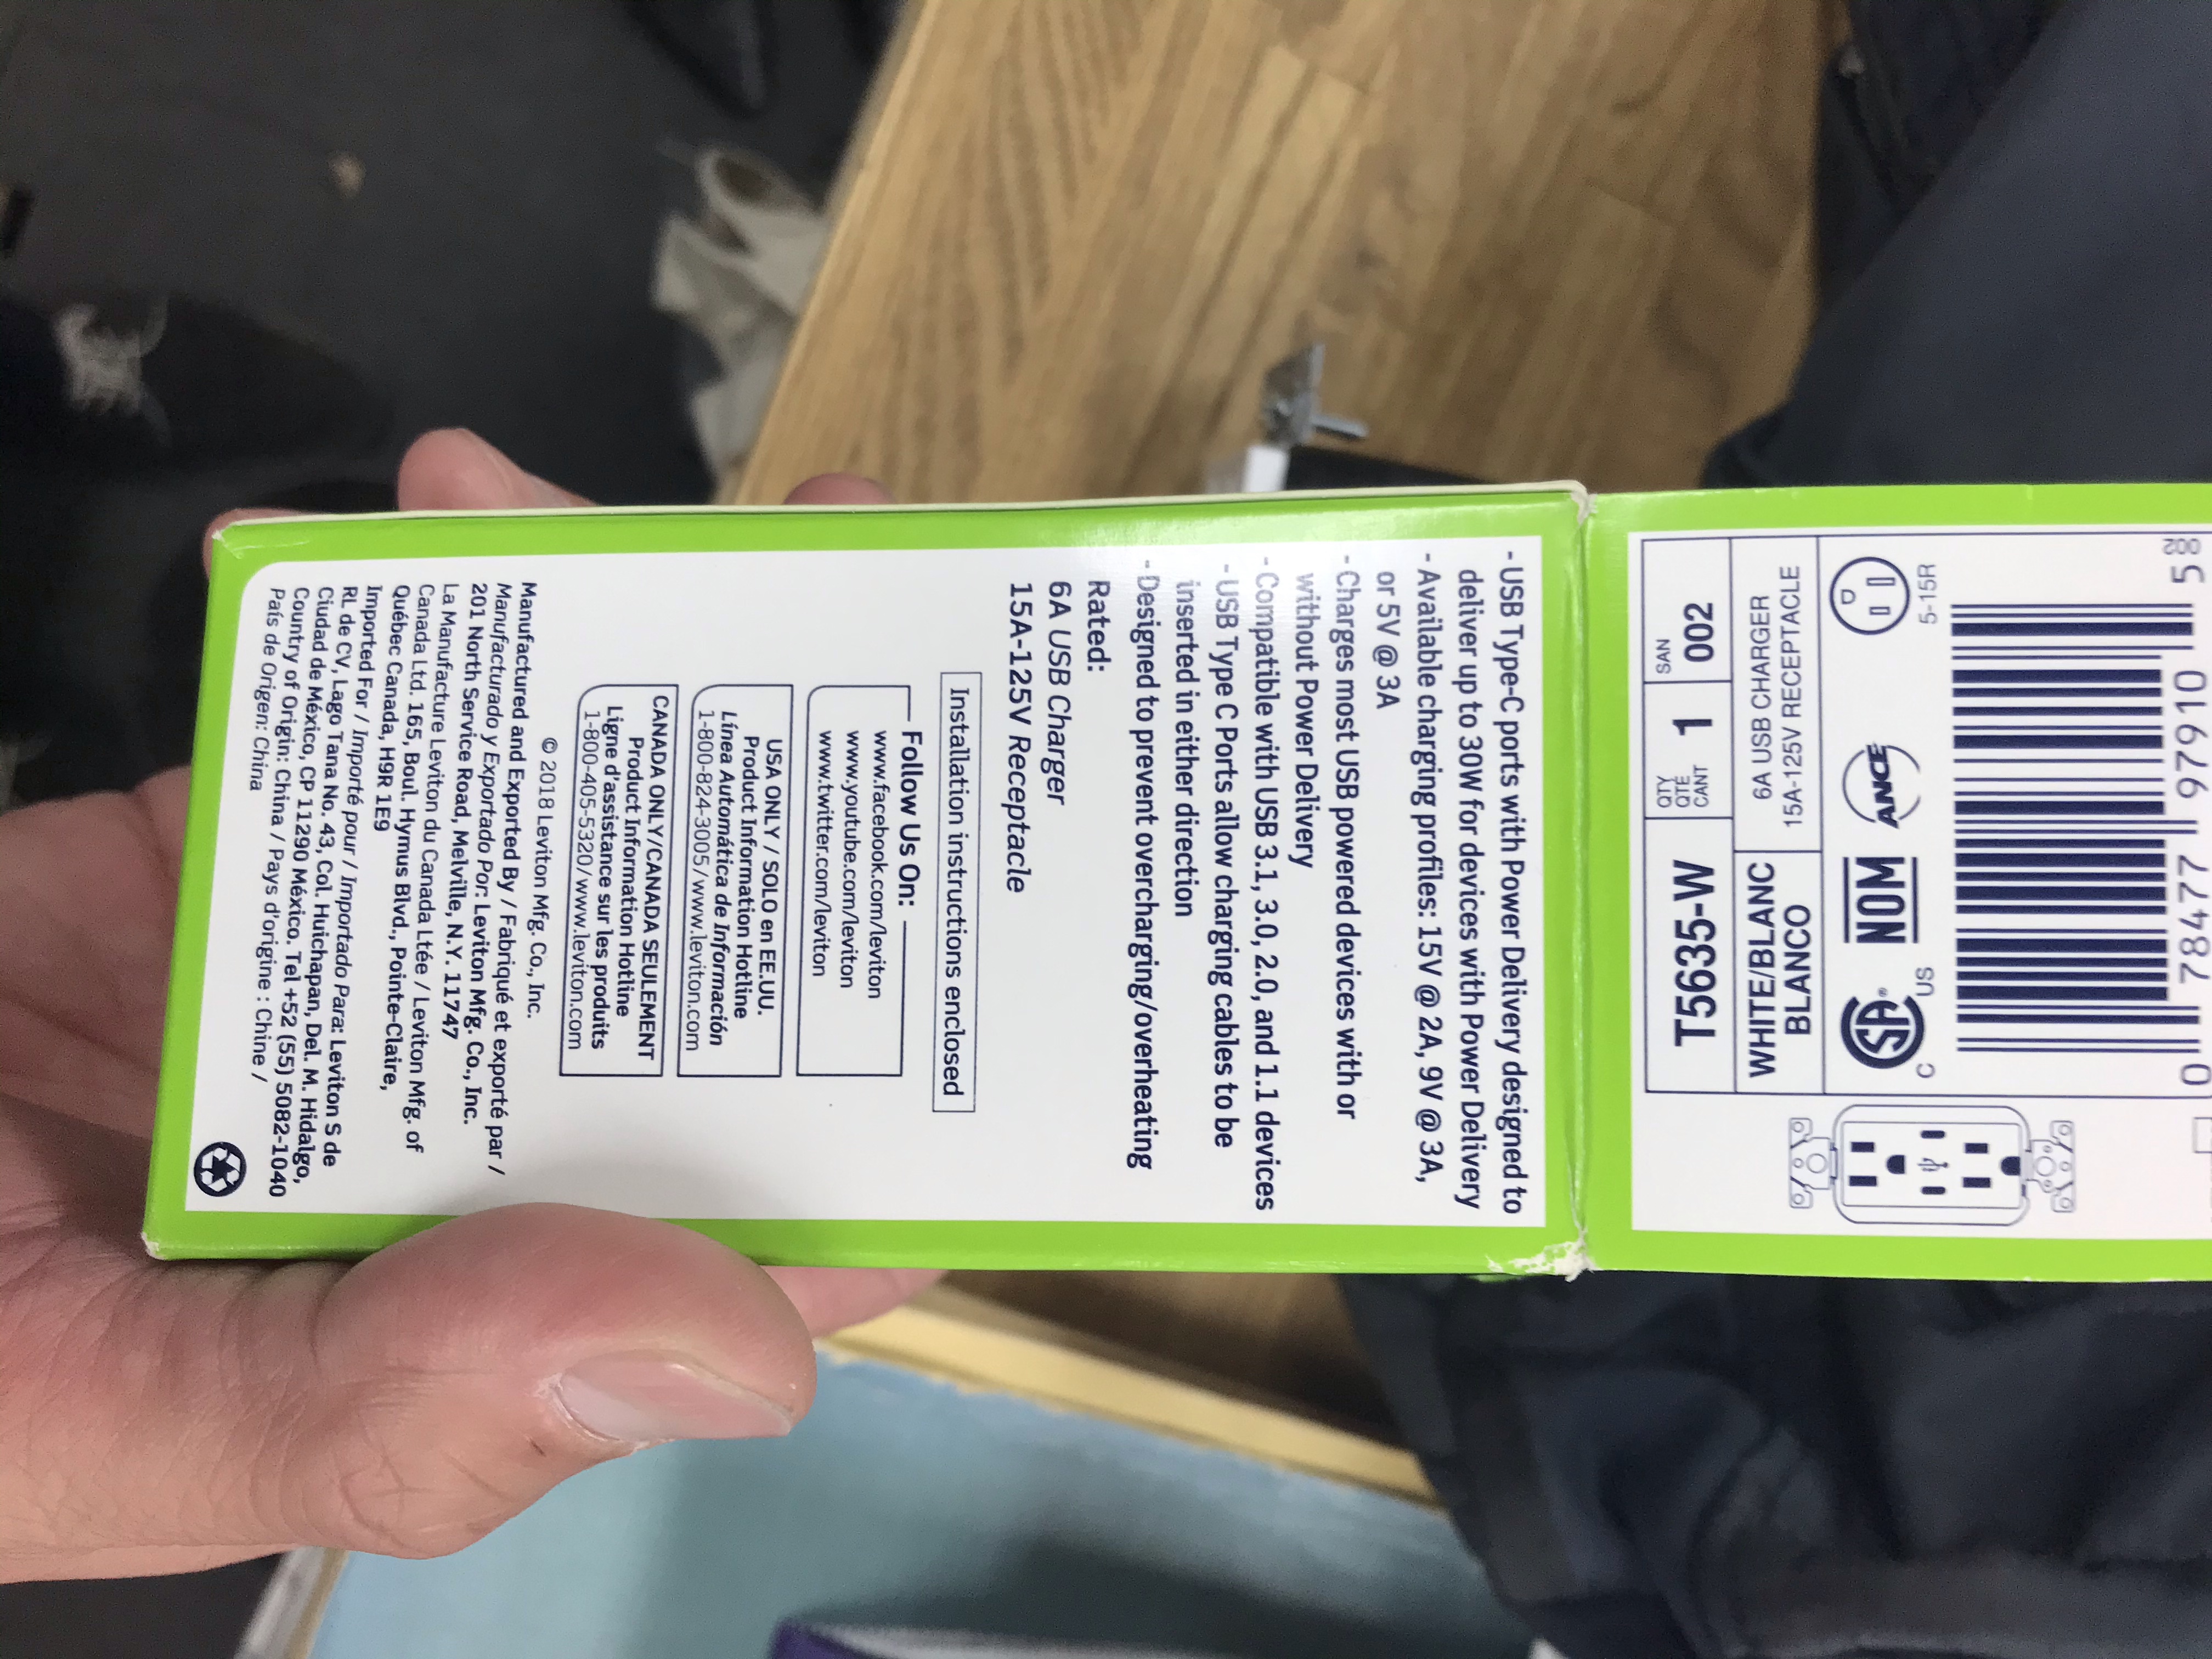 - USB Type-C ports with Power Delivery designed to
deliver up to 30W for devices with Power Delivery
- Available charging profiles: 15V @ 2A, 9V @ 3A,
or 5V @ 3A
- Charges most USB powered devices with or
without Power Delivery
- Compatible with USB 3.1, 3.0, 2.0, and 1.1 devices
- USB Type C Ports allow charging cables to be
inserted in either direction
- Designed to prevent overcharging/overheating
Rated:
6A USB Charger
15A-125V Receptacle
Installation instructions enclosed
Follow Us On:
www.facebook.com/leviton
www.youtube.com/leviton
www.twitter.com/leviton
USA ONLY / SOLO en EE.UU.
Product Information Hotline
Línea Automática de Información
1-800-824-3005/www.leviton.com
CANADA ONLY/CANADA SEULEMENT
Product Information Hotline
Ligne d'assistance sur les produits
1-800-405-5320/www.leviton.com
© 2018 Leviton Mfg. Co., Inc.
Manufactured and Exported By / Fabriqué et exporté par /
Manufacturado y Exportado Por: Leviton Mfg. Co., Inc.
201 North Service Road, Melville, N.Y. 11747
La Manufacture Leviton du Canada Ltée / Leviton Mfg. of
Canada Ltd. 165, Boul. Hymus Blvd., Pointe-Claire,
Québec Canada, H9R 1E9
Imported For / Importé pour / Importado Para: Leviton S de
RL de CV, Lago Tana No. 43, Col. Huichapan, Del. M. Hidalgo,
Ciudad de México, CP 11290 México. Tel +52 (55) 5082-1040
Country of Origin: China / Pays d'origine : Chine /
País de Origen: China
0 78477 97910 5
C CSA® US
NOM
ANCE
5-15R
WHITE/BLANC
BLANCO
6A USB CHARGER
15A-125V RECEPTACLE
T5635-W
QTY
QTE
CANT
1
SAN
002